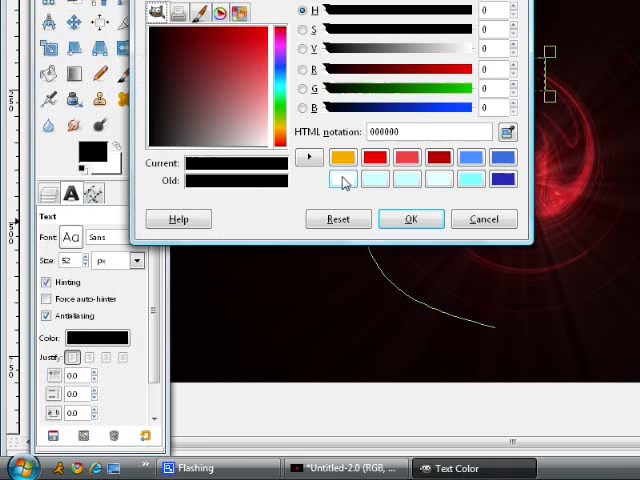 H 0
S 0
V 0
R 0
G 0
B 0
HTML notation: 000000
Current:
Old:
Help Reset OK Cancel
Text
Font: Aa Sans
Size: 52 px
Hinting
Force auto-hinter
Antialiasing
Color:
Justify:
0.0
0.0
a_b 0.0
Flashing *Untitled-2.0 (RGB, ... Text Color